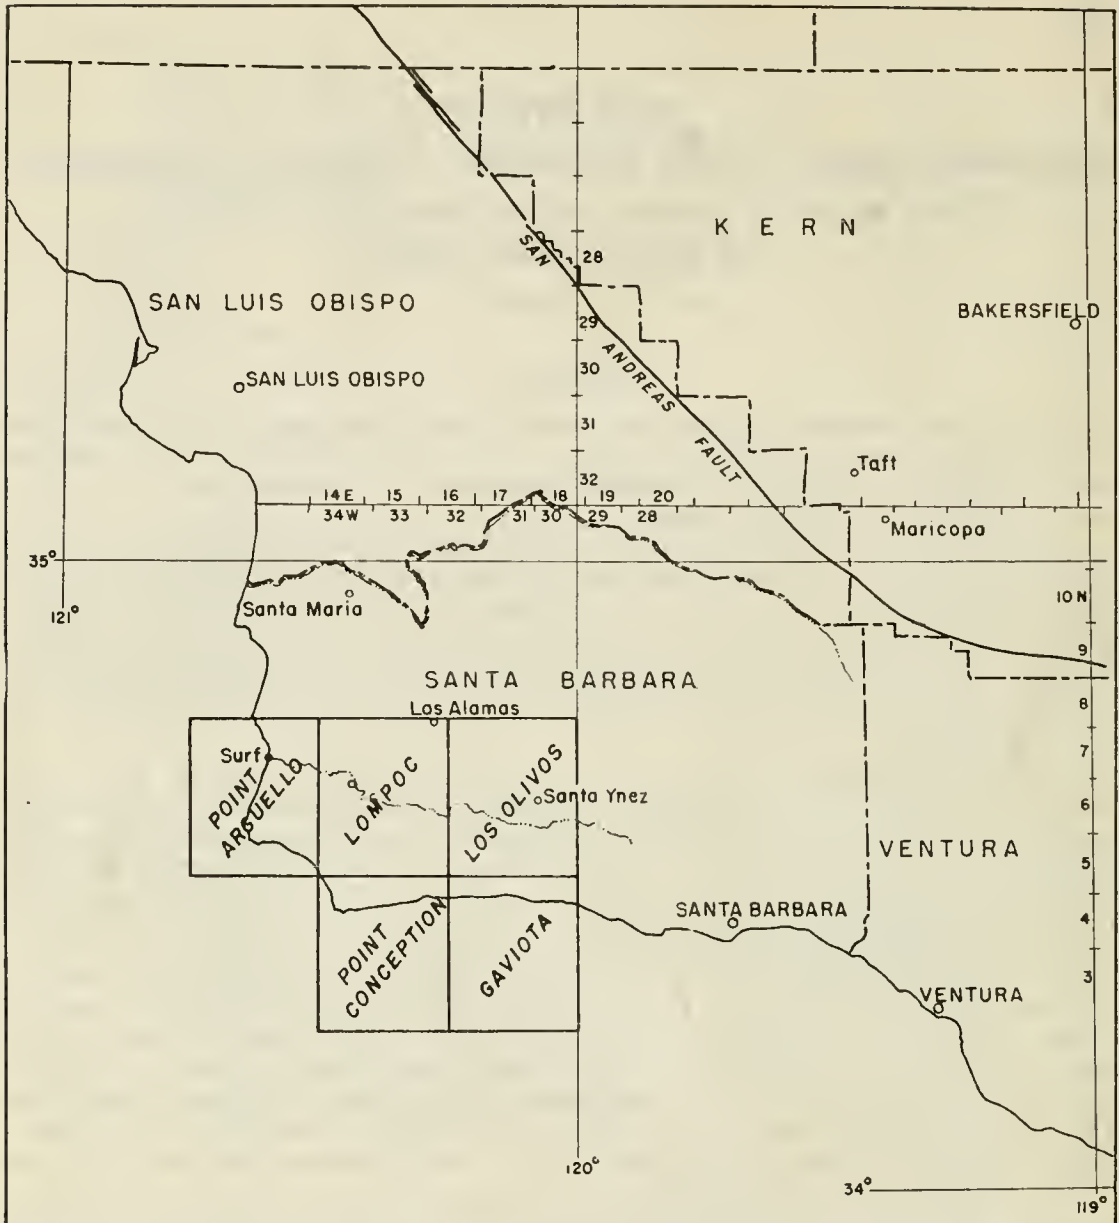 KERN
28
SAN
SAN LUIS OBISPO
BAKERSFIELD
29
30
ANDREAS
SAN LUIS OBISPO
31
FAULT
Taft
32
14 E 15 16 17 18 19 20
34W 33 32 31 30 29 28
Maricopa
35°
121°
Santa Maria
10 N
9
SANTA BARBARA
8
Los Alamas
Surf
7
POINT
ARGUELLO
LOMPOC
LOS OLIVOS
Santa Ynez
6
VENTURA
5
SANTA BARBARA
4
POINT
CONCEPTION
GAVIOTA
3
VENTURA
120°
34°
119°